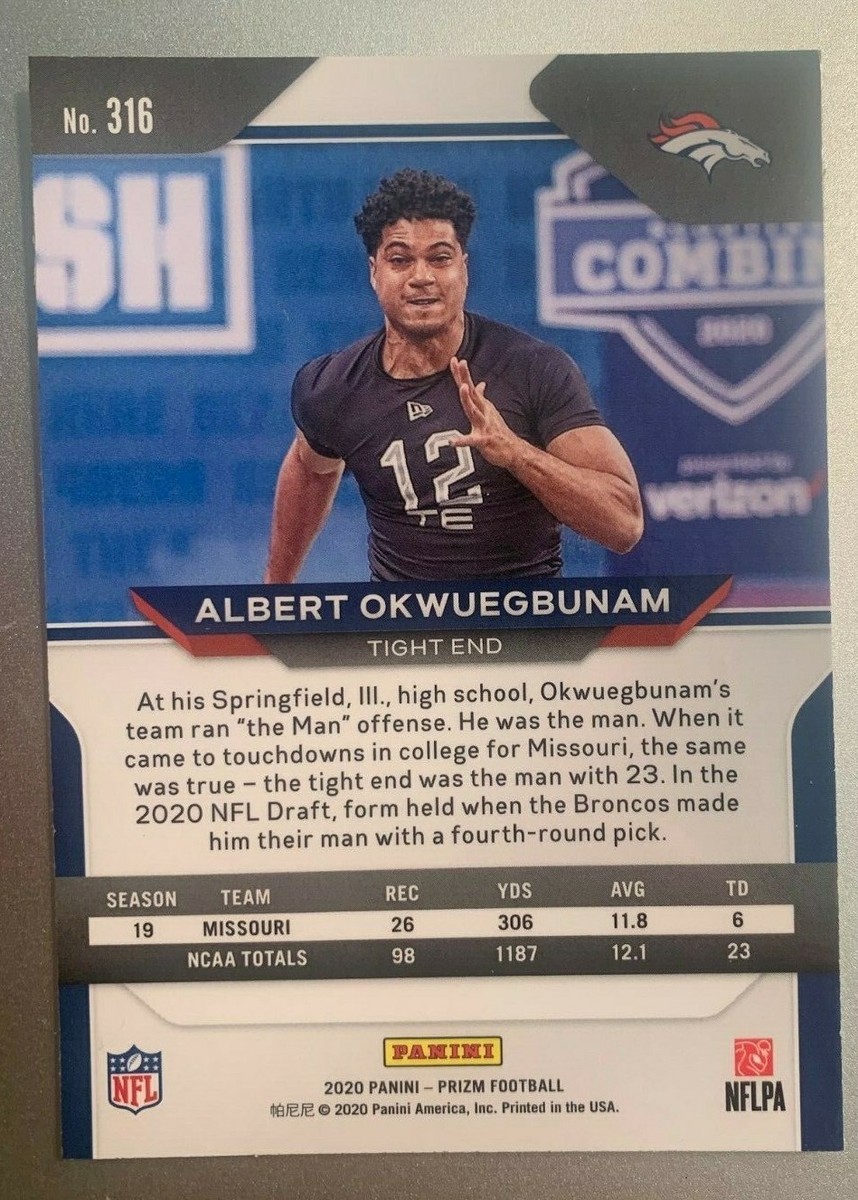 No. 316
SH
COMBIN
2020
presented by
verizon
12
TE
ALBERT OKWUEGBUNAM
TIGHT END
At his Springfield, Ill., high school, Okwuegbunam's
team ran "the Man" offense. He was the man. When it
came to touchdowns in college for Missouri, the same
was true – the tight end was the man with 23. In the
2020 NFL Draft, form held when the Broncos made
him their man with a fourth-round pick.
SEASON TEAM REC YDS AVG TD
19 MISSOURI 26 306 11.8 6
NCAA TOTALS 98 1187 12.1 23
NFL
PANINI
2020 PANINI – PRIZM FOOTBALL
帕尼尼 © 2020 Panini America, Inc. Printed in the USA.
NFLPA